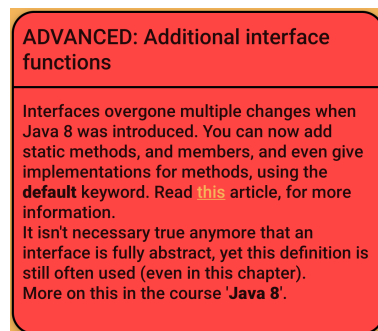 ADVANCED: Additional interface
functions
Interfaces overgone multiple changes when
Java 8 was introduced. You can now add
static methods, and members, and even give
implementations for methods, using the
default keyword. Read this article, for more
information.
It isn't necessary true anymore that an
interface is fully abstract, yet this definition is
still often used (even in this chapter).
More on this in the course 'Java 8'.